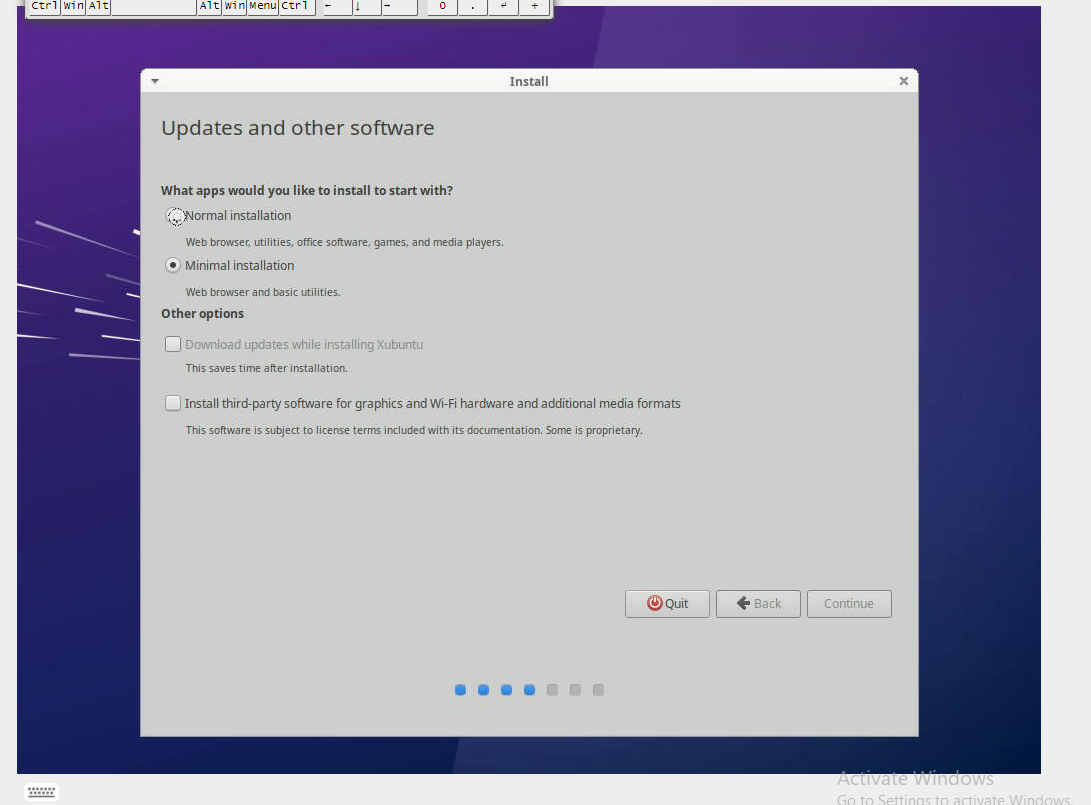 Ctrl Win Alt Alt Win Menu Ctrl ← ↓ → 0 . ↵ +
Install
Updates and other software
What apps would you like to install to start with?
Normal installation
Web browser, utilities, office software, games, and media players.
Minimal installation
Web browser and basic utilities.
Other options
Download updates while installing Xubuntu
This saves time after installation.
Install third-party software for graphics and Wi-Fi hardware and additional media formats
This software is subject to license terms included with its documentation. Some is proprietary.
Quit Back Continue
Activate Windows
Go to Settings to activate Windows.